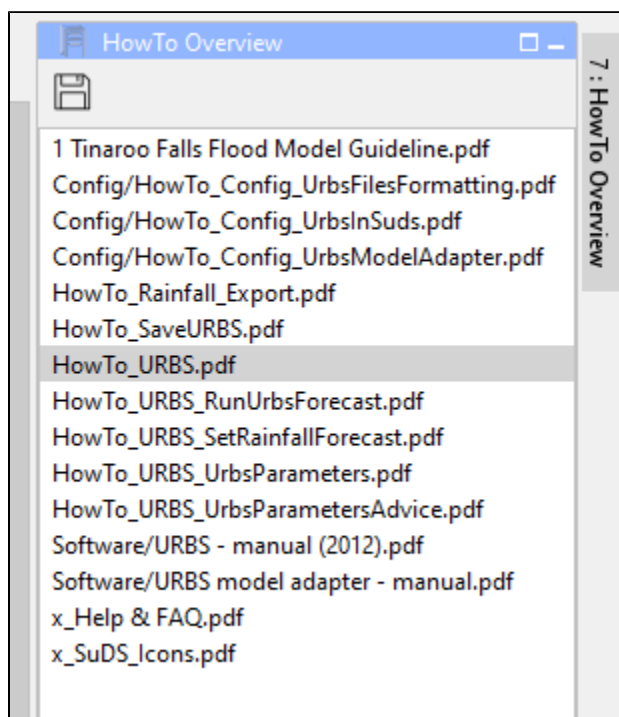 HowTo Overview
7 : HowTo Overview
1 Tinaroo Falls Flood Model Guideline.pdf
Config/HowTo_Config_UrbsFilesFormatting.pdf
Config/HowTo_Config_UrbsInSuds.pdf
Config/HowTo_Config_UrbsModelAdapter.pdf
HowTo_Rainfall_Export.pdf
HowTo_SaveURBS.pdf
HowTo_URBS.pdf
HowTo_URBS_RunUrbsForecast.pdf
HowTo_URBS_SetRainfallForecast.pdf
HowTo_URBS_UrbsParameters.pdf
HowTo_URBS_UrbsParametersAdvice.pdf
Software/URBS - manual (2012).pdf
Software/URBS model adapter - manual.pdf
x_Help & FAQ.pdf
x_SuDS_Icons.pdf